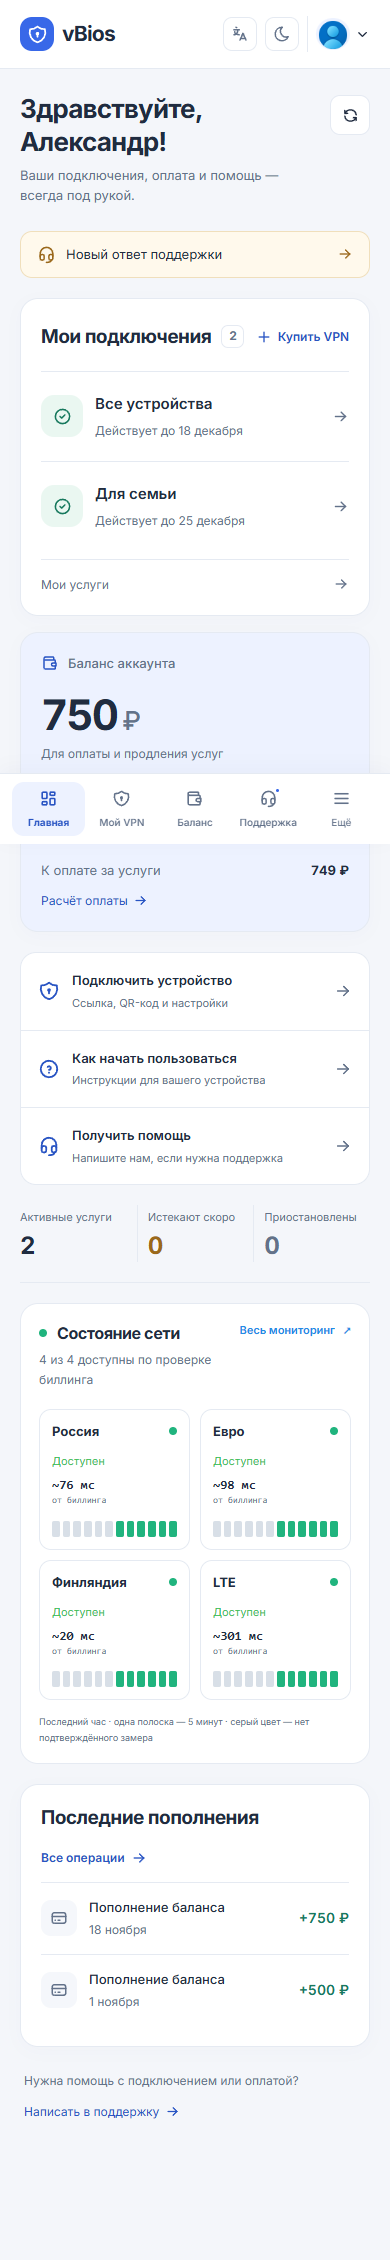 vBios
Здравствуйте,
Александр!
Ваши подключения, оплата и помощь —
всегда под рукой.
Новый ответ поддержки
Мои подключения 2 + Купить VPN
Все устройства
Действует до 18 декабря
Для семьи
Действует до 25 декабря
Мои услуги
Баланс аккаунта
750 ₽
Для оплаты и продления услуг
Главная Мой VPN Баланс Поддержка Ещё
К оплате за услуги 749 ₽
Расчёт оплаты →
Подключить устройство
Ссылка, QR-код и настройки
Как начать пользоваться
Инструкции для вашего устройства
Получить помощь
Напишите нам, если нужна поддержка
Активные услуги Истекают скоро Приостановлены
2 0 0
Состояние сети Весь мониторинг ↗
4 из 4 доступны по проверке
биллинга
Россия
Доступен
~76 мс
от биллинга
Евро
Доступен
~98 мс
от биллинга
Финляндия
Доступен
~20 мс
от биллинга
LTE
Доступен
~301 мс
от биллинга
Последний час · одна полоска — 5 минут · серый цвет — нет
подтверждённого замера
Последние пополнения
Все операции →
Пополнение баланса +750 ₽
18 ноября
Пополнение баланса +500 ₽
1 ноября
Нужна помощь с подключением или оплатой?
Написать в поддержку →